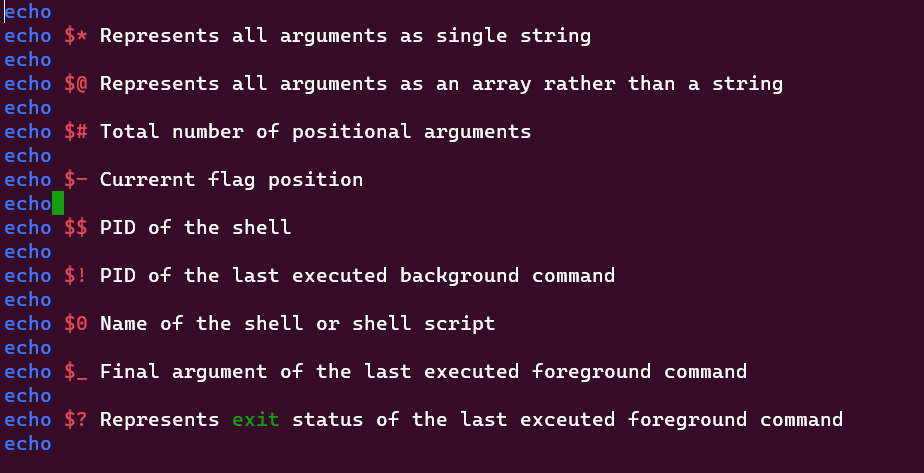 echo
echo $* Represents all arguments as single string
echo
echo $@ Represents all arguments as an array rather than a string
echo
echo $# Total number of positional arguments
echo
echo $- Currernt flag position
echo
echo $$ PID of the shell
echo
echo $! PID of the last executed background command
echo
echo $0 Name of the shell or shell script
echo
echo $_ Final argument of the last executed foreground command
echo
echo $? Represents exit status of the last exceuted foreground command
echo